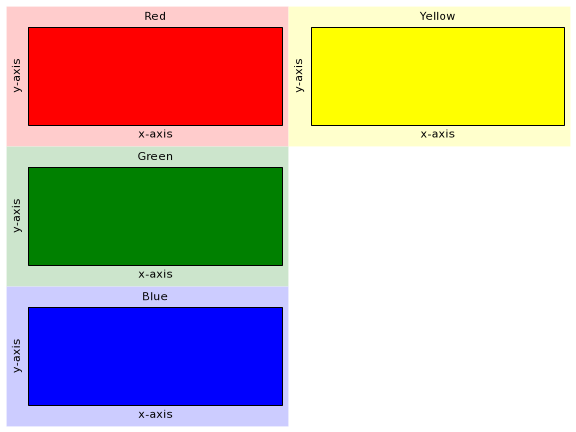 Red
y-axis
x-axis
Yellow
y-axis
x-axis
Green
y-axis
x-axis
Blue
y-axis
x-axis